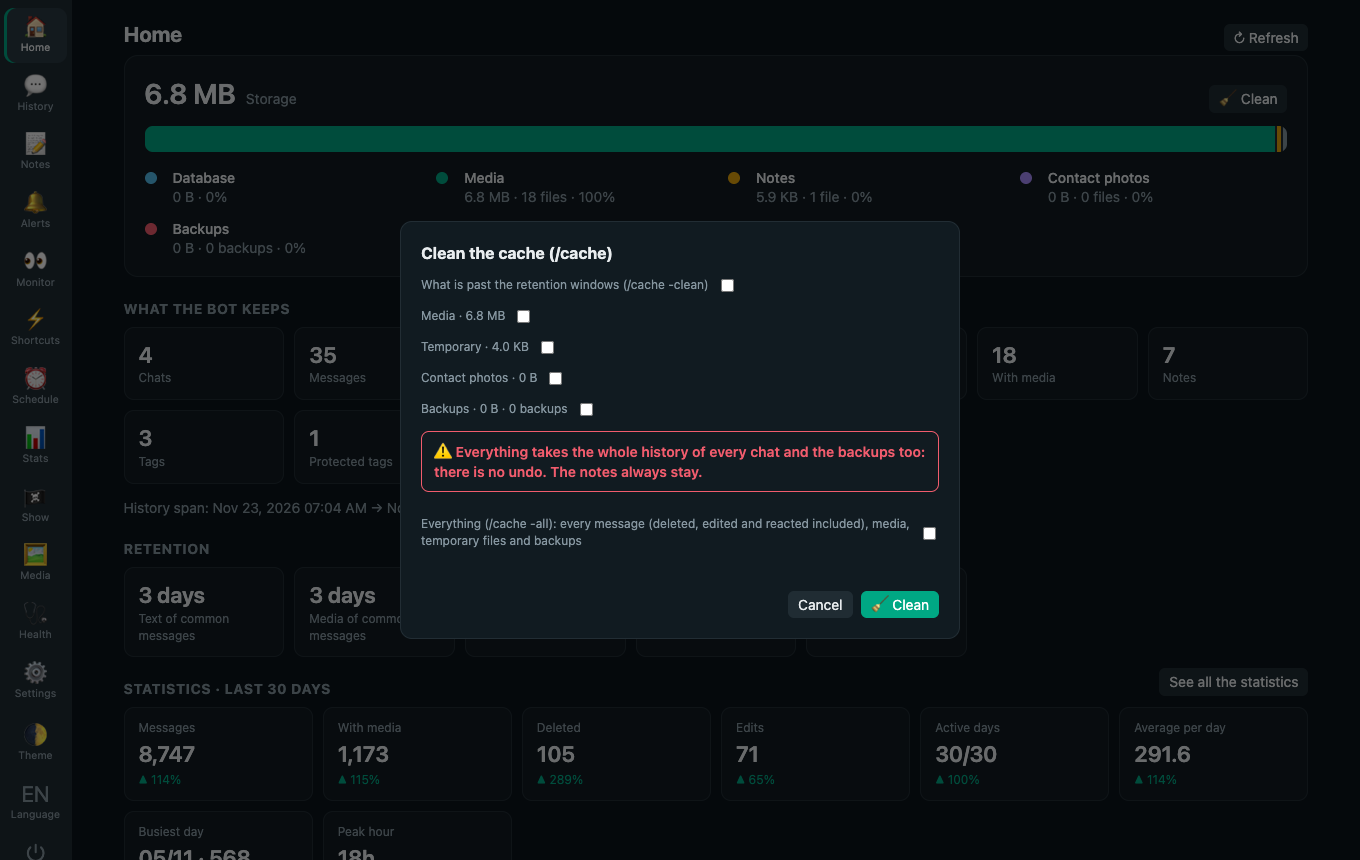 Home
History
Notes
Alerts
Monitor
Shortcuts
Schedule
Stats
Show
Media
Health
Settings
Theme
EN
Language
Home
Refresh
6.8 MB Storage
Clean
Database
0 B · 0%
Media
6.8 MB · 18 files · 100%
Notes
5.9 KB · 1 file · 0%
Contact photos
0 B · 0 files · 0%
Backups
0 B · 0 backups · 0%
WHAT THE BOT KEEPS
4
Chats
35
Messages
18
With media
7
Notes
3
Tags
1
Protected tags
History span: Nov 23, 2026 07:04 AM →
RETENTION
3 days
Text of common
messages
3 days
Media of
messages
Clean the cache (/cache)
What is past the retention windows (/cache -clean)
Media · 6.8 MB
Temporary · 4.0 KB
Contact photos · 0 B
Backups · 0 B · 0 backups
⚠️ Everything takes the whole history of every chat and the backups too:
there is no undo. The notes always stay.
Everything (/cache -all): every message (deleted, edited and reacted included), media,
temporary files and backups
Cancel
Clean
STATISTICS · LAST 30 DAYS
See all the statistics
Messages
8,747
▲ 114%
With media
1,173
▲ 115%
Deleted
105
▲ 289%
Edits
71
▲ 65%
Active days
30/30
▲ 100%
Average per day
291.6
▲ 114%
Busiest day
05/11 · 568
Peak hour
18h